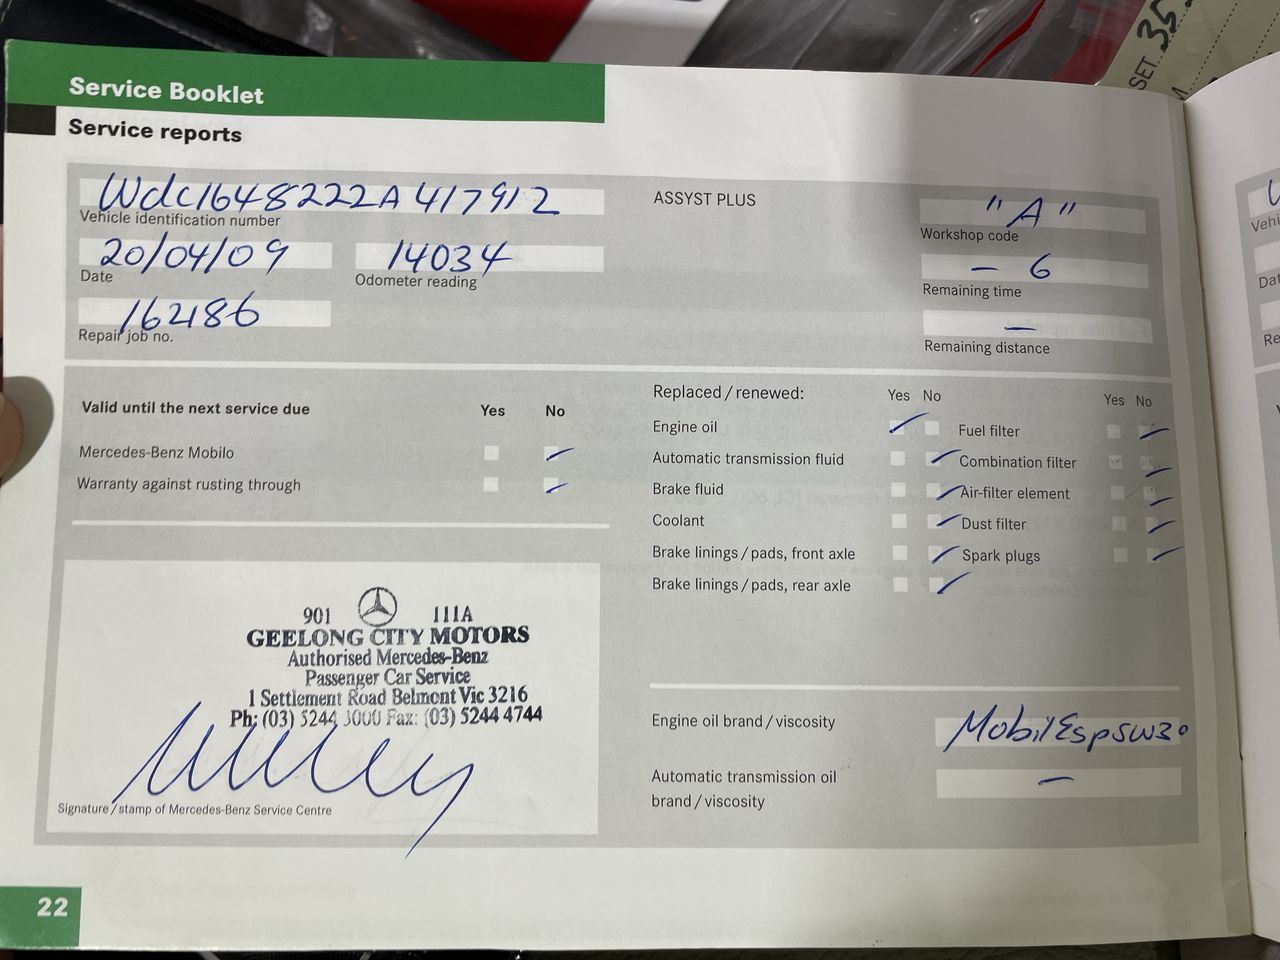 SET 35
Service Booklet
Service reports
Wdc1648222A417912
Vehicle identification number
20/04/09
Date
14034
Odometer reading
162186
Repair job no.
ASSYST PLUS
"A"
Workshop code
– 6
Remaining time
—
Remaining distance
Valid until the next service due Yes No
Mercedes-Benz Mobilo
Warranty against rusting through
Replaced / renewed: Yes No Yes No
Engine oil Fuel filter
Automatic transmission fluid Combination filter
Brake fluid Air-filter element
Coolant Dust filter
Brake linings / pads, front axle Spark plugs
Brake linings / pads, rear axle
901 111A
GEELONG CITY MOTORS
Authorised Mercedes-Benz
Passenger Car Service
1 Settlement Road Belmont Vic 3216
Ph: (03) 5244 3000 Fax: (03) 5244 4744
Signature / stamp of Mercedes-Benz Service Centre
Engine oil brand / viscosity
Mobil Esp 5w30
Automatic transmission oil
brand / viscosity
—
22